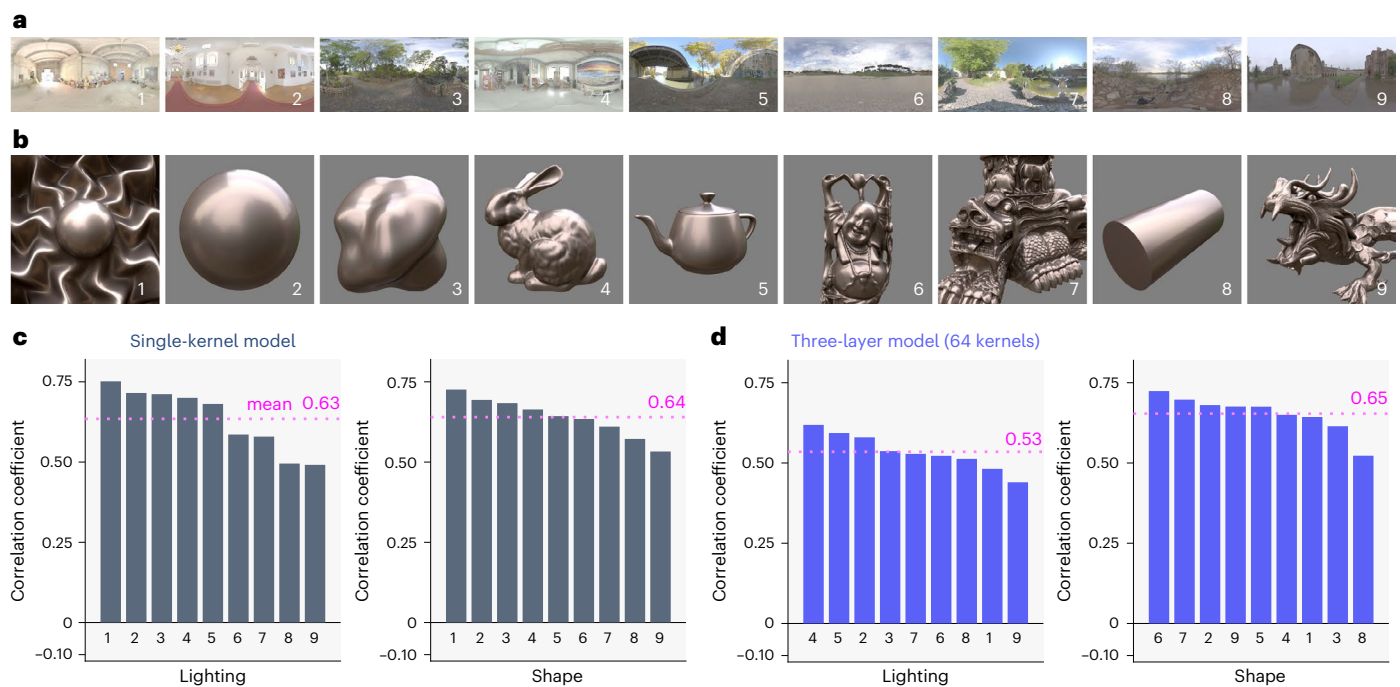 a
1 2 3 4 5 6 7 8 9
b
1 2 3 4 5 6 7 8 9
c
Single-kernel model
d
Three-layer model (64 kernels)
Correlation coefficient
0.75
0.50
0.25
0
–0.10
mean 0.63
1 2 3 4 5 6 7 8 9
Lighting
Correlation coefficient
0.75
0.50
0.25
0
–0.10
0.64
1 2 3 4 5 6 7 8 9
Shape
Correlation coefficient
0.75
0.50
0.25
0
–0.10
0.53
4 5 2 3 7 6 8 1 9
Lighting
Correlation coefficient
0.75
0.50
0.25
0
–0.10
0.65
6 7 2 9 5 4 1 3 8
Shape